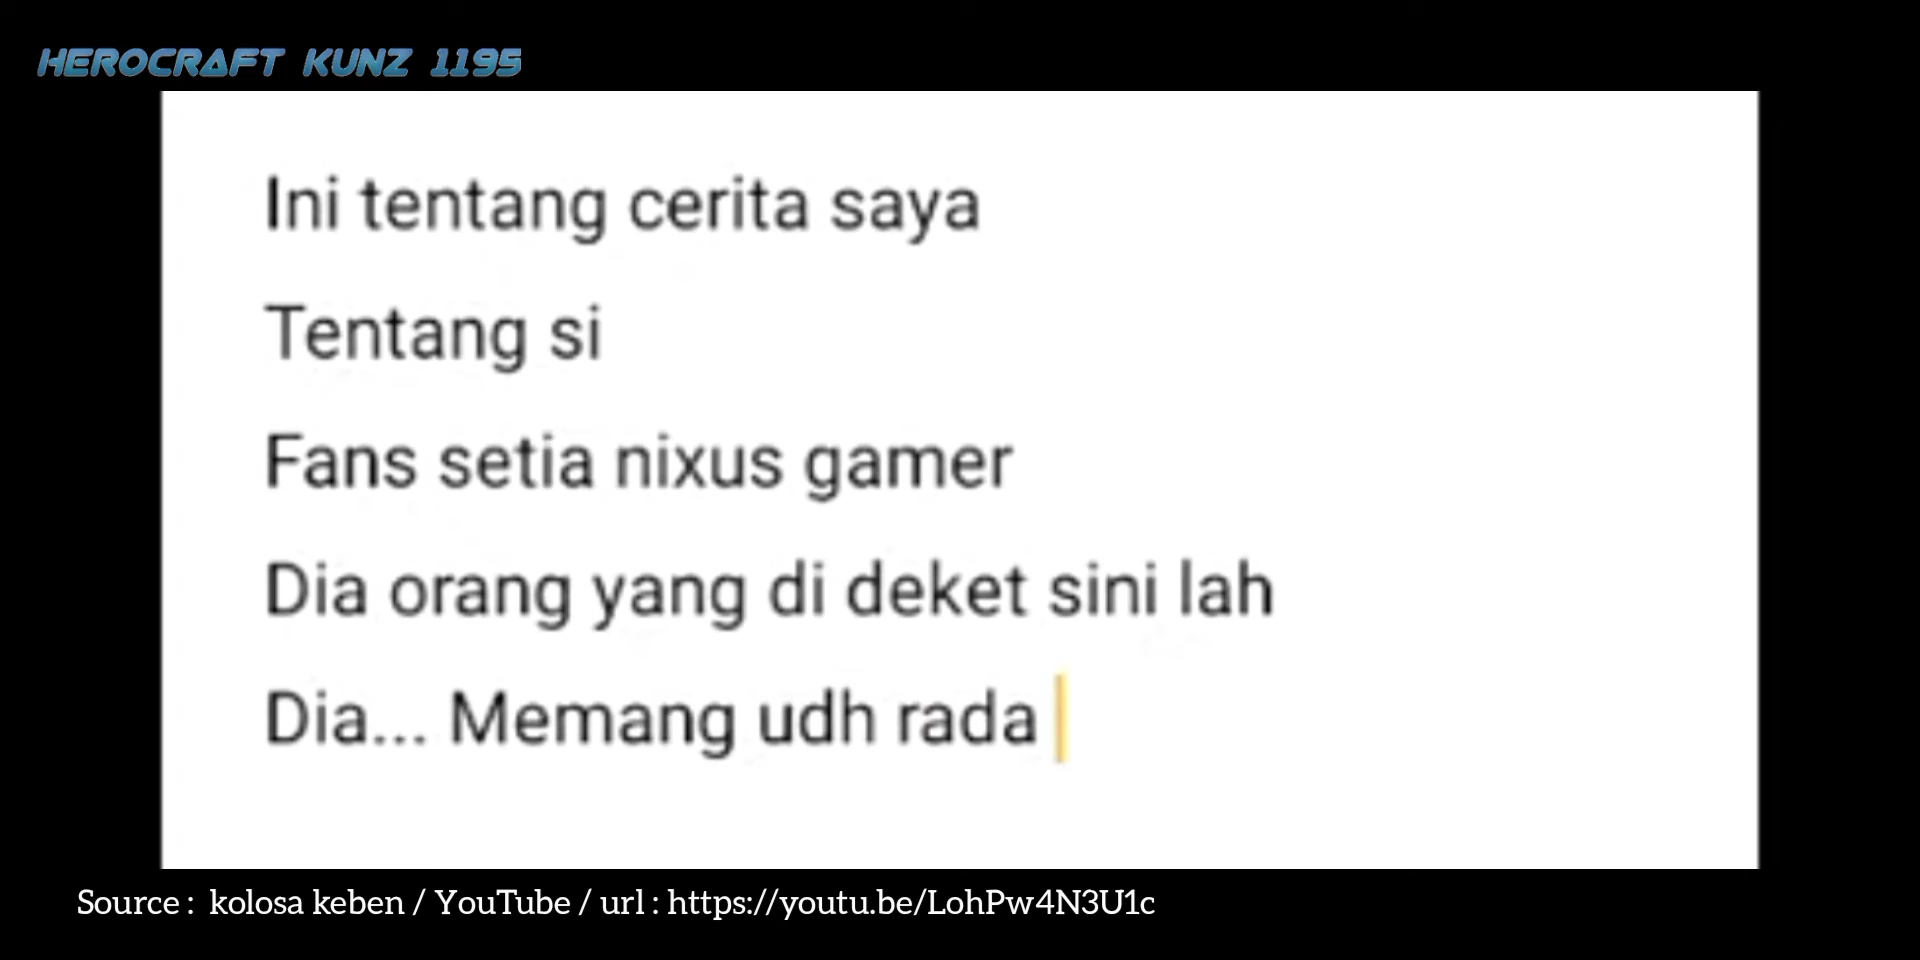 HEROCRAFT KUNZ 1195
Ini tentang cerita saya
Tentang si
Fans setia nixus gamer
Dia orang yang di deket sini lah
Dia... Memang udh rada
Source : kolosa keben / YouTube / url : https://youtu.be/LohPw4N3U1c